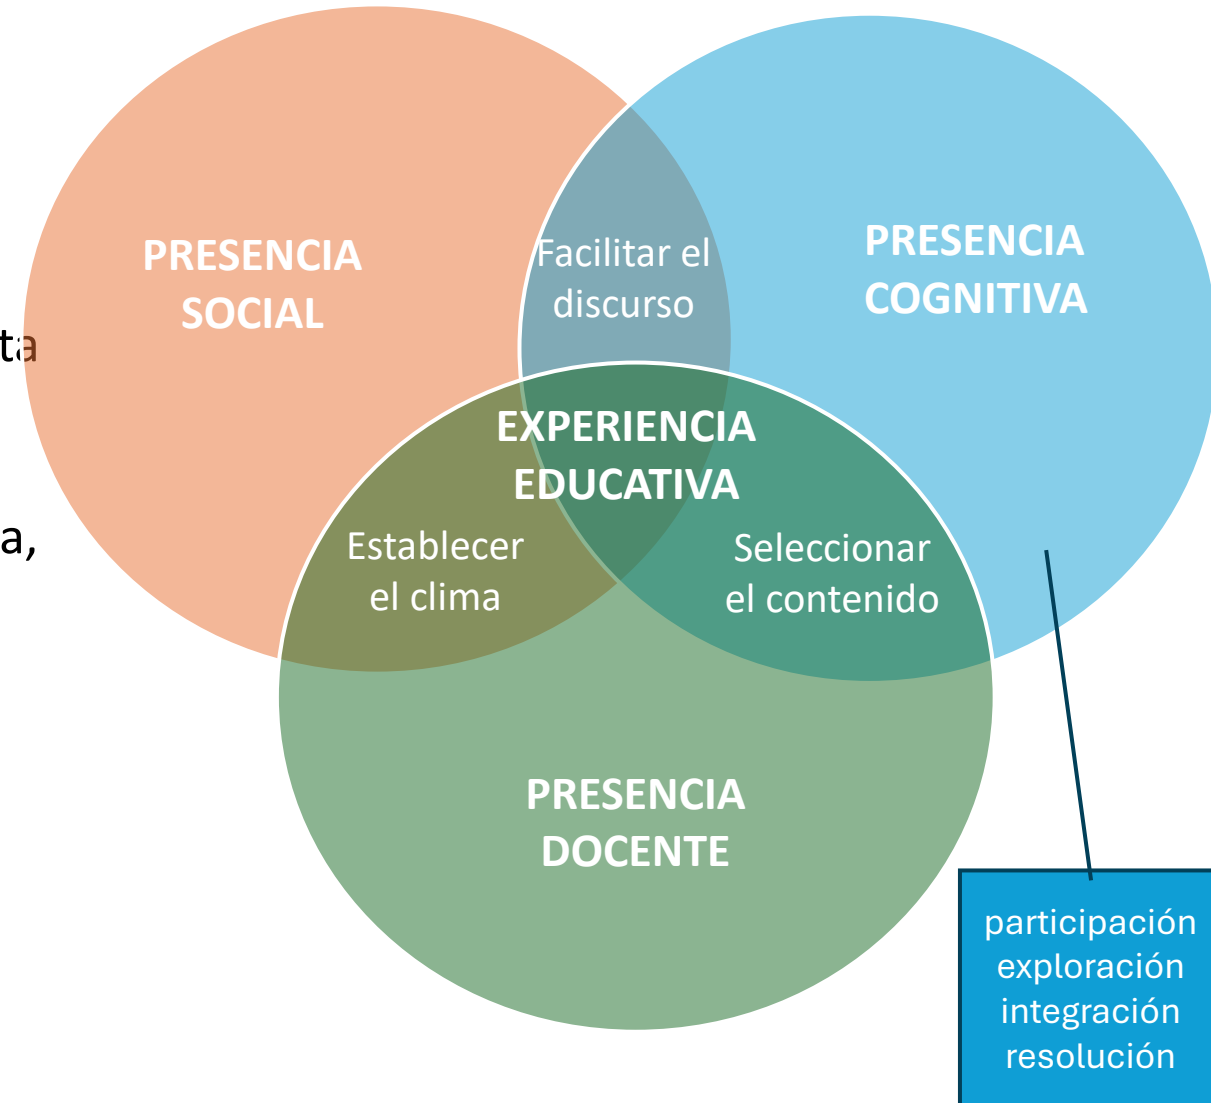 PRESENCIA
SOCIAL
Facilitar el
discurso
PRESENCIA
COGNITIVA
ta
EXPERIENCIA
EDUCATIVA
a,
Establecer
el clima
Seleccionar
el contenido
PRESENCIA
DOCENTE
participación
exploración
integración
resolución